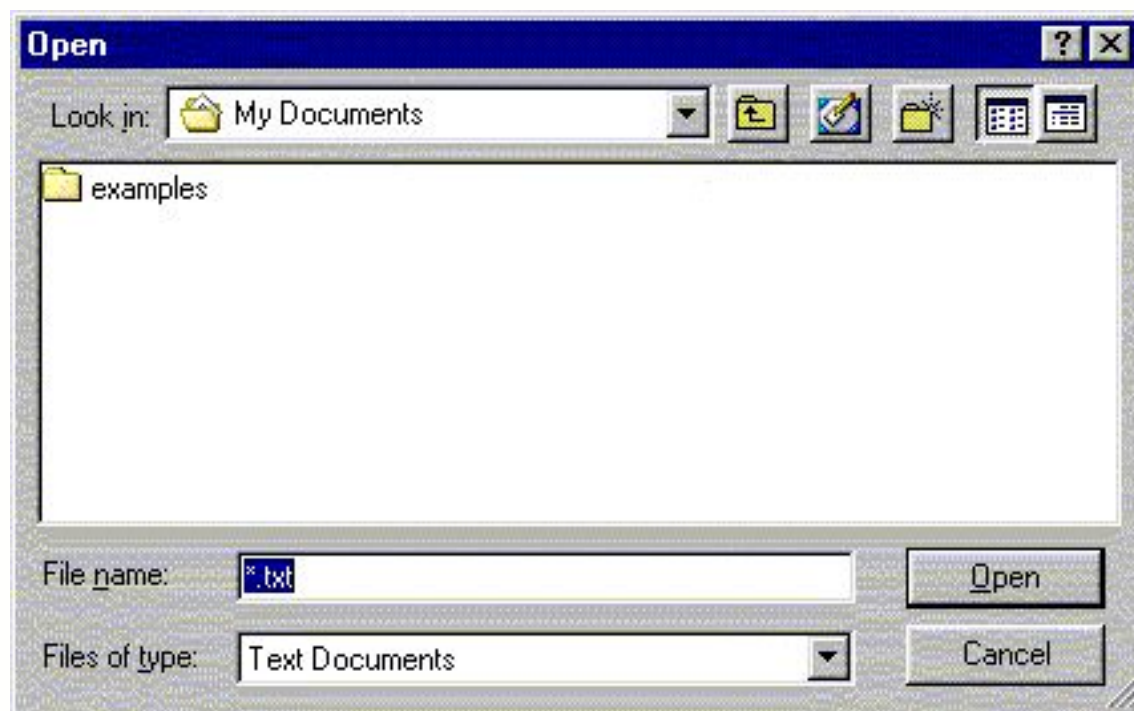 Open
Look in: My Documents
examples
File name: *.txt Open
Files of type: Text Documents Cancel